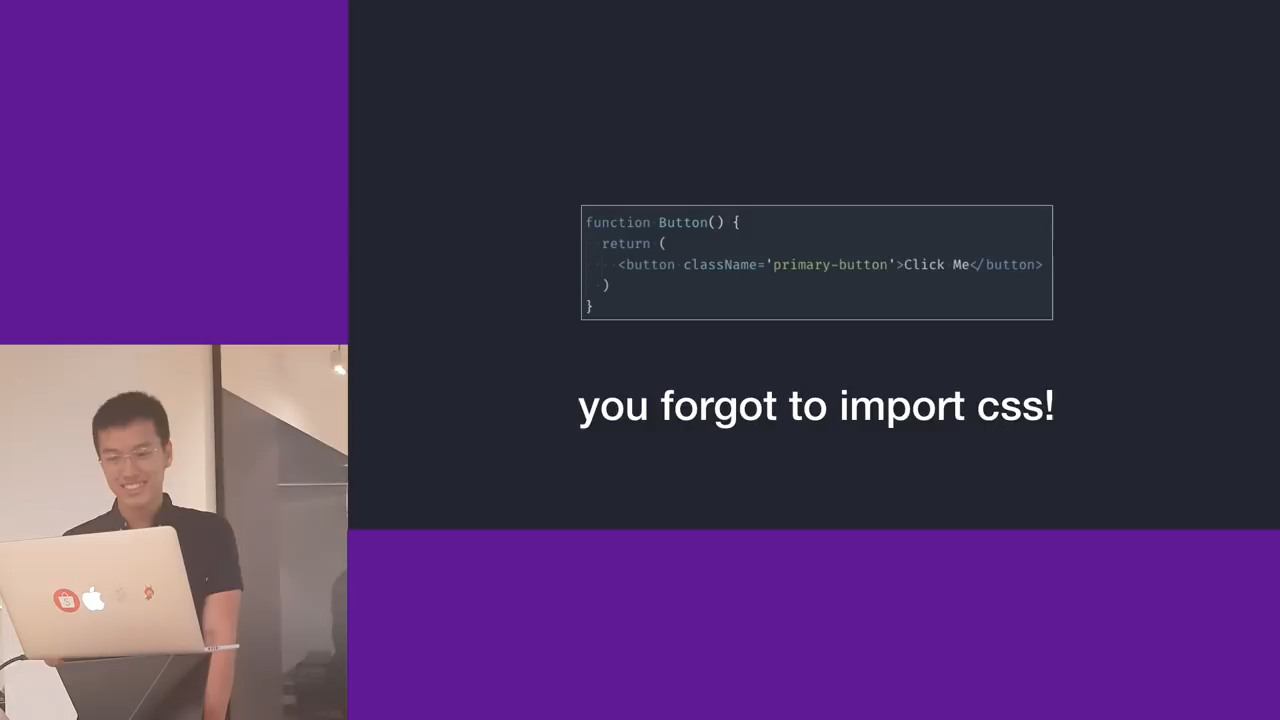 function Button() {
return (
<button className='primary-button'>Click Me</button>
)
}
you forgot to import css!